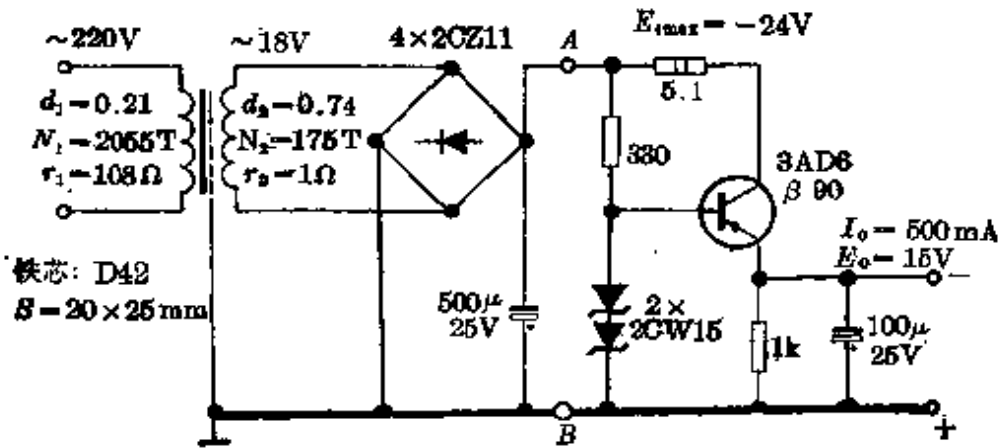 ~220V
d₁=0.21
N₁=2055T
r₁=108Ω
铁芯: D42
S=20×25mm
~18V
d₂=0.74
N₂=175T
r₂=1Ω
4×2CZ11
500μ
25V
A
B
330
2×
2CW15
5.1
3AD6
β 90
1k
100μ
25V
I₀=500mA
E₀=15V
−
+